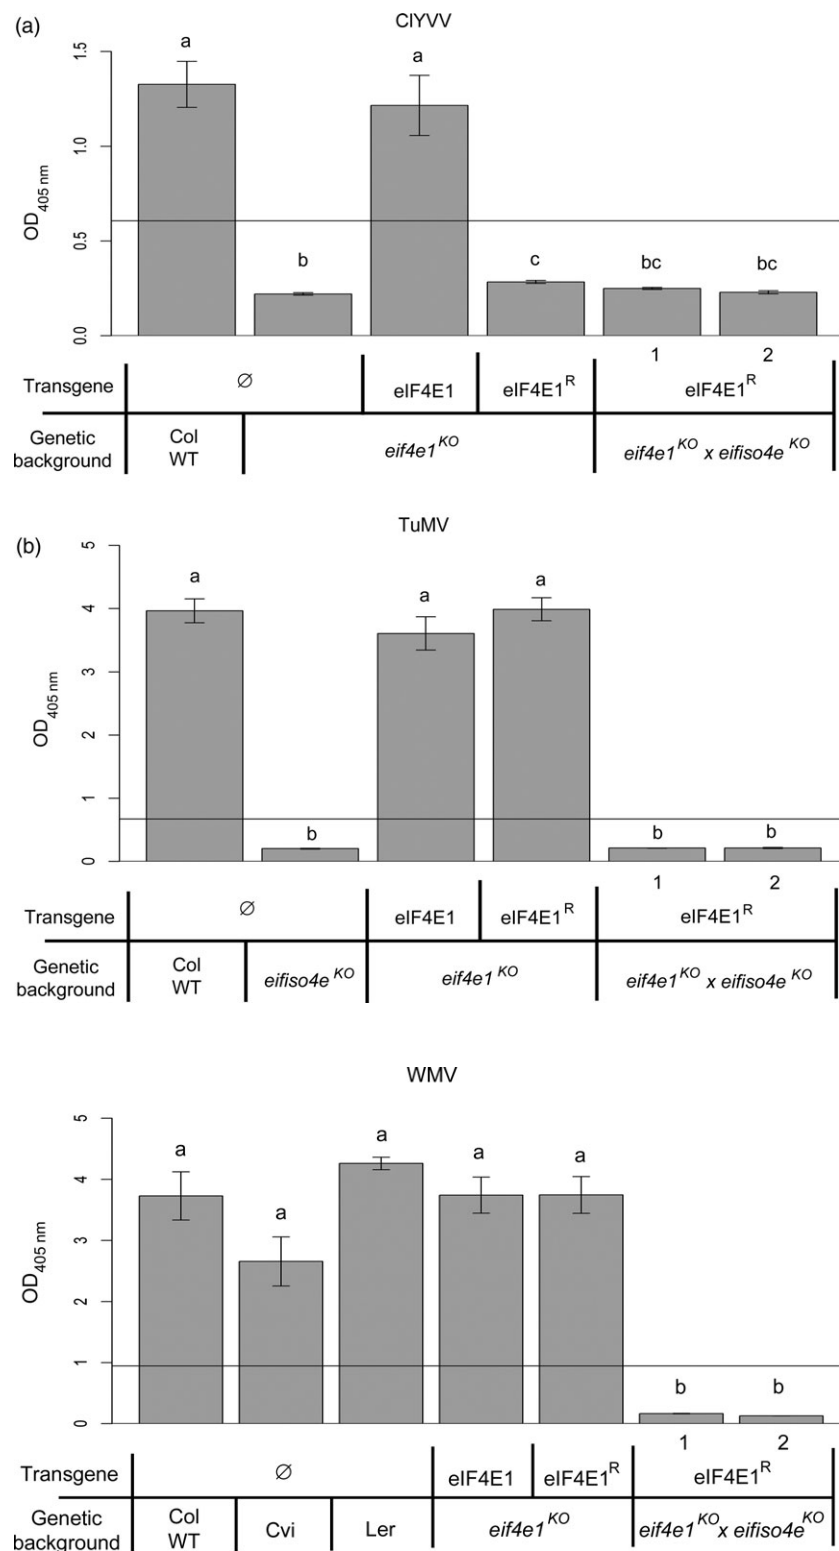 (a)
ClYVV
a
a
b
c
bc
bc
1.5
1.0
0.5
0.0
OD405 nm
1 2
Transgene ∅ eIF4E1 eIF4E1R eIF4E1R
Genetic background Col WT eif4e1KO eif4e1KO x eifiso4eKO
(b)
TuMV
5
4
3
2
1
0
OD405 nm
a
b
a
a
b
b
1 2
Transgene ∅ eIF4E1 eIF4E1R eIF4E1R
Genetic background Col WT eifiso4eKO eif4e1KO eif4e1KO x eifiso4eKO
WMV
5
4
3
2
1
0
OD405 nm
a
a
a
a
a
b
b
1 2
Transgene ∅ eIF4E1 eIF4E1R eIF4E1R
Genetic background Col WT Cvi Ler eif4e1KO eif4e1KO x eifiso4eKO